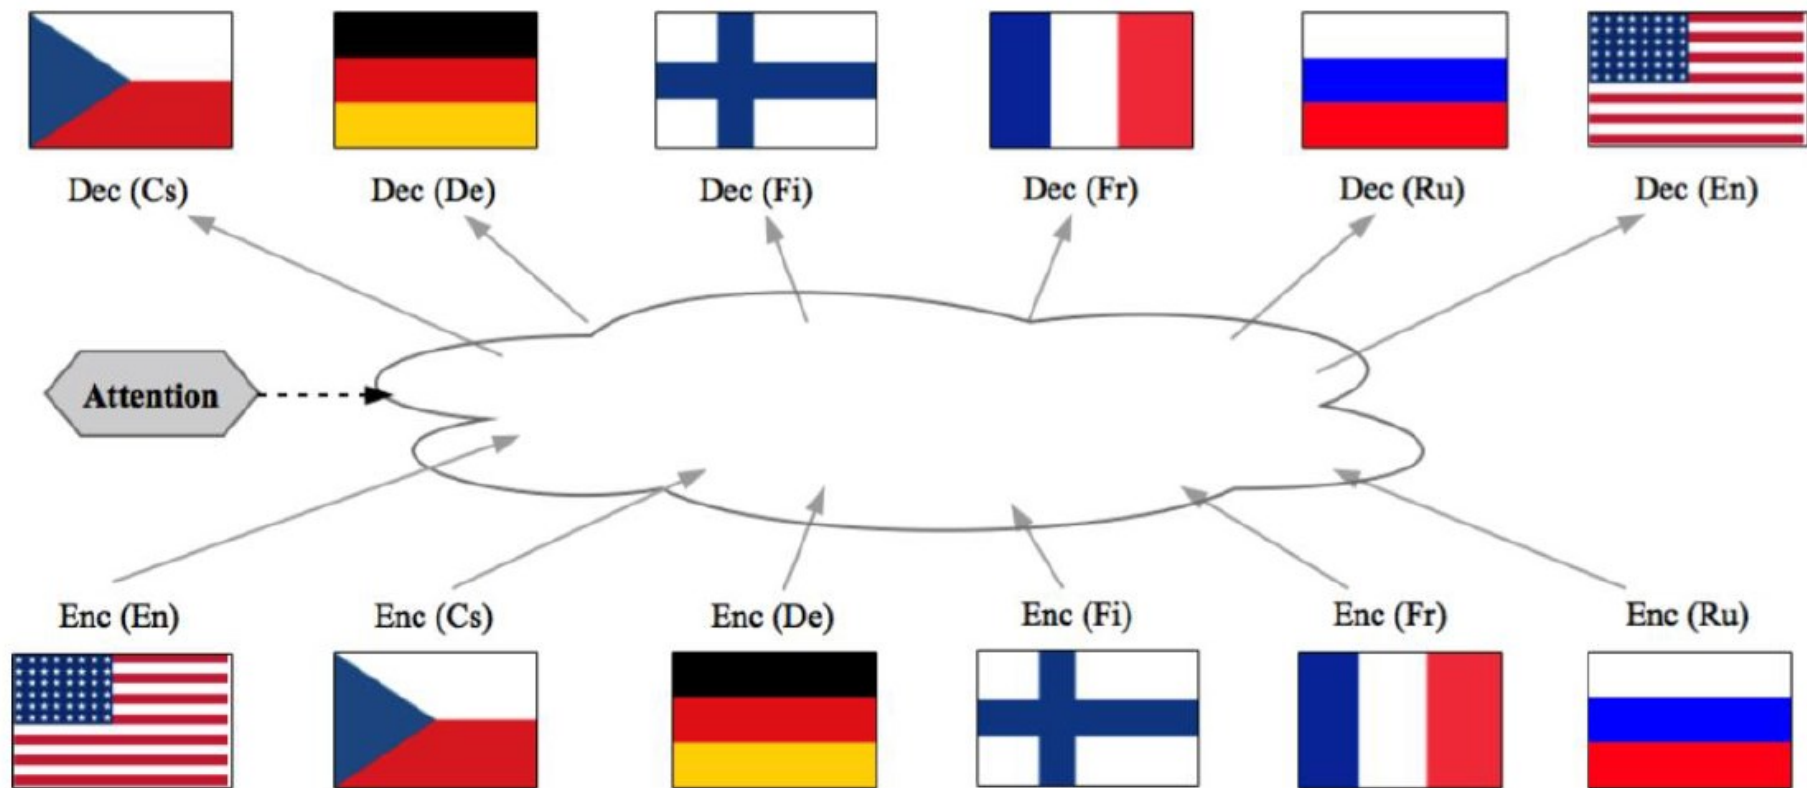 Dec (Cs) Dec (De) Dec (Fi) Dec (Fr) Dec (Ru) Dec (En)
Attention
Enc (En) Enc (Cs) Enc (De) Enc (Fi) Enc (Fr) Enc (Ru)